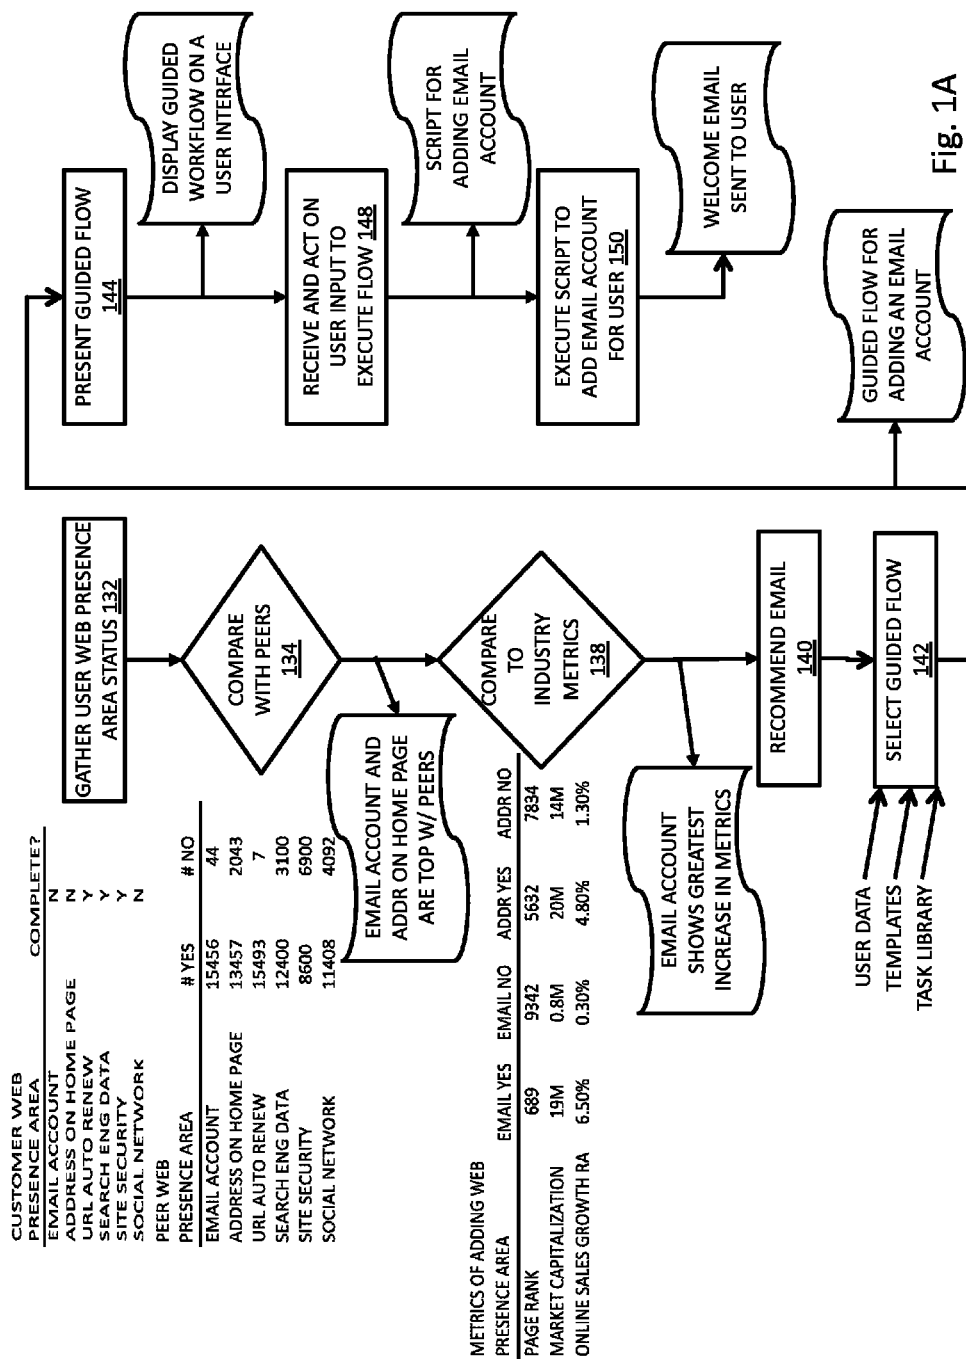 CUSTOMER WEB
PRESENCE AREA COMPLETE?
EMAIL ACCOUNT N
ADDRESS ON HOME PAGE N
URL AUTO RENEW Y
SEARCH ENG DATA Y
SITE SECURITY Y
SOCIAL NETWORK N
PEER WEB
PRESENCE AREA # YES # NO
EMAIL ACCOUNT 15456 44
ADDRESS ON HOME PAGE 13457 2043
URL AUTO RENEW 15493 7
SEARCH ENG DATA 12400 3100
SITE SECURITY 8600 6900
SOCIAL NETWORK 11408 4092
METRICS OF ADDING WEB
PRESENCE AREA EMAIL YES EMAIL NO ADDR YES ADDR NO
PAGE RANK 689 9342 5632 7834
MARKET CAPITALIZATION 19M 0.8M 20M 14M
ONLINE SALES GROWTH RA 6.50% 0.30% 4.80% 1.30%
GATHER USER WEB PRESENCE
AREA STATUS 132
COMPARE
WITH PEERS
134
EMAIL ACCOUNT AND
ADDR ON HOME PAGE
ARE TOP W/ PEERS
COMPARE
TO
INDUSTRY
METRICS
138
EMAIL ACCOUNT
SHOWS GREATEST
INCREASE IN METRICS
RECOMMEND EMAIL
140
USER DATA
TEMPLATES
TASK LIBRARY
SELECT GUIDED FLOW
142
GUIDED FLOW FOR
ADDING AN EMAIL
ACCOUNT
PRESENT GUIDED FLOW
144
DISPLAY GUIDED
WORKFLOW ON A
USER INTERFACE
RECEIVE AND ACT ON
USER INPUT TO
EXECUTE FLOW 148
SCRIPT FOR
ADDING EMAIL
ACCOUNT
EXECUTE SCRIPT TO
ADD EMAIL ACCOUNT
FOR USER 150
WELCOME EMAIL
SENT TO USER
Fig. 1A